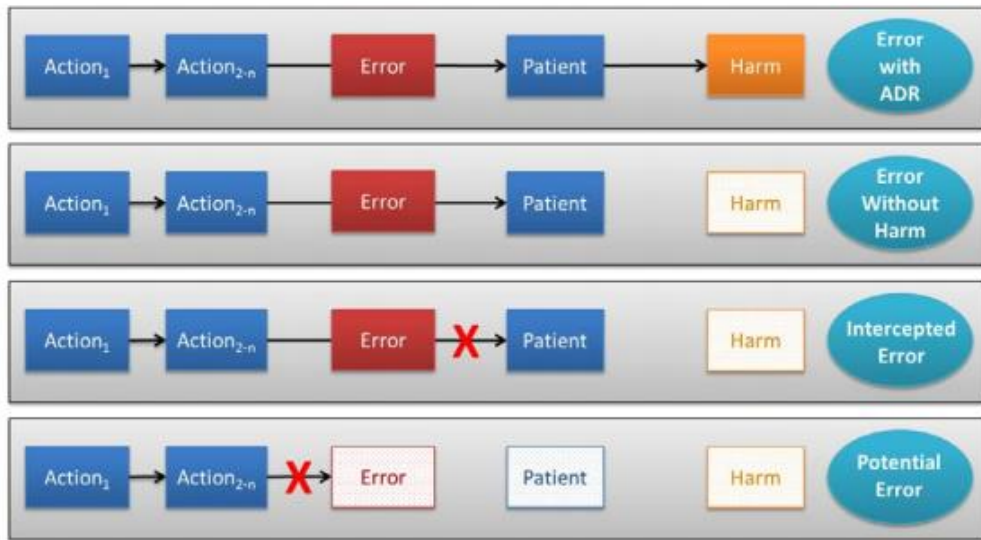 Action₁ Action₂₋ₙ Error Patient Harm Error
with
ADR
Action₁ Action₂₋ₙ Error Patient Harm Error
Without
Harm
Action₁ Action₂₋ₙ Error X Patient Harm Intercepted
Error
Action₁ Action₂₋ₙ X Error Patient Harm Potential
Error